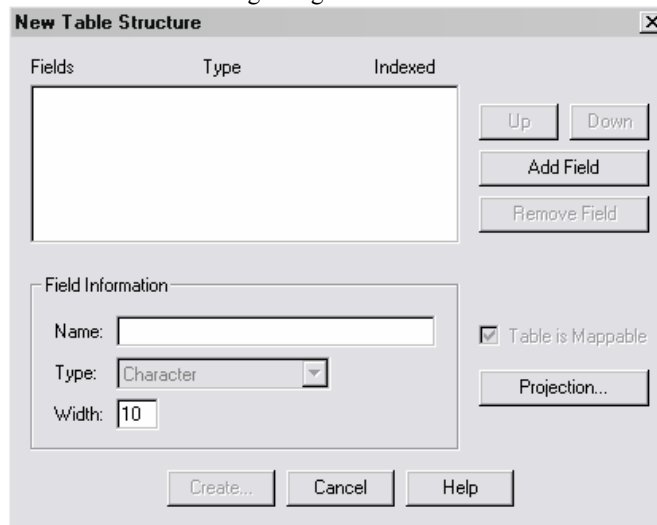 New Table Structure
Fields Type Indexed
Up Down
Add Field
Remove Field
Field Information
Name:
Table is Mappable
Type: Character
Projection...
Width: 10
Create... Cancel Help